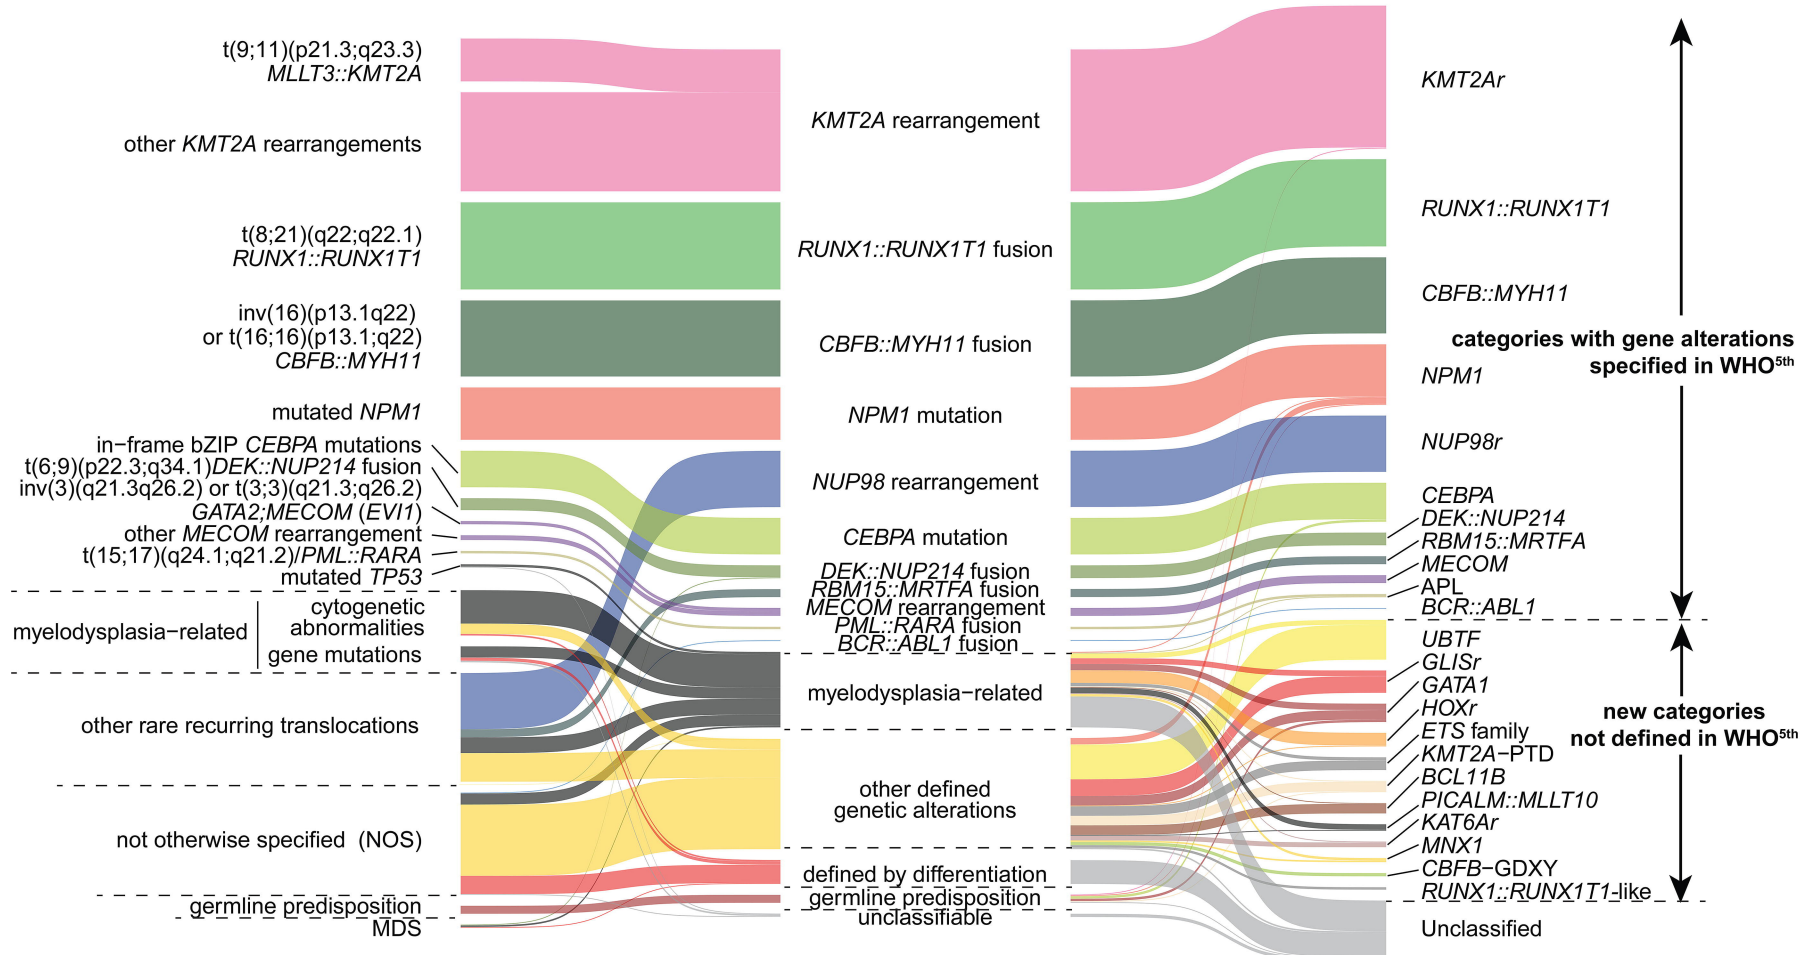 t(9;11)(p21.3;q23.3)
MLLT3::KMT2A
other KMT2A rearrangements
t(8;21)(q22;q22.1)
RUNX1::RUNX1T1
inv(16)(p13.1q22)
or t(16;16)(p13.1;q22)
CBFB::MYH11
mutated NPM1
in−frame bZIP CEBPA mutations
t(6;9)(p22.3;q34.1)DEK::NUP214 fusion
inv(3)(q21.3q26.2) or t(3;3)(q21.3;q26.2)
GATA2;MECOM (EVI1)
other MECOM rearrangement
t(15;17)(q24.1;q21.2)/PML::RARA
mutated TP53
myelodysplasia−related
cytogenetic
abnormalities
gene mutations
other rare recurring translocations
not otherwise specified (NOS)
germline predisposition
MDS
KMT2A rearrangement
RUNX1::RUNX1T1 fusion
CBFB::MYH11 fusion
NPM1 mutation
NUP98 rearrangement
CEBPA mutation
DEK::NUP214 fusion
RBM15::MRTFA fusion
MECOM rearrangement
PML::RARA fusion
BCR::ABL1 fusion
myelodysplasia−related
other defined
genetic alterations
defined by differentiation
germline predisposition
unclassifiable
KMT2Ar
RUNX1::RUNX1T1
CBFB::MYH11
NPM1
NUP98r
CEBPA
DEK::NUP214
RBM15::MRTFA
MECOM
APL
BCR::ABL1
UBTF
GLISr
GATA1
HOXr
ETS family
KMT2A−PTD
BCL11B
PICALM::MLLT10
KAT6Ar
MNX1
CBFB−GDXY
RUNX1::RUNX1T1-like
Unclassified
categories with gene alterations
specified in WHO5th
new categories
not defined in WHO5th